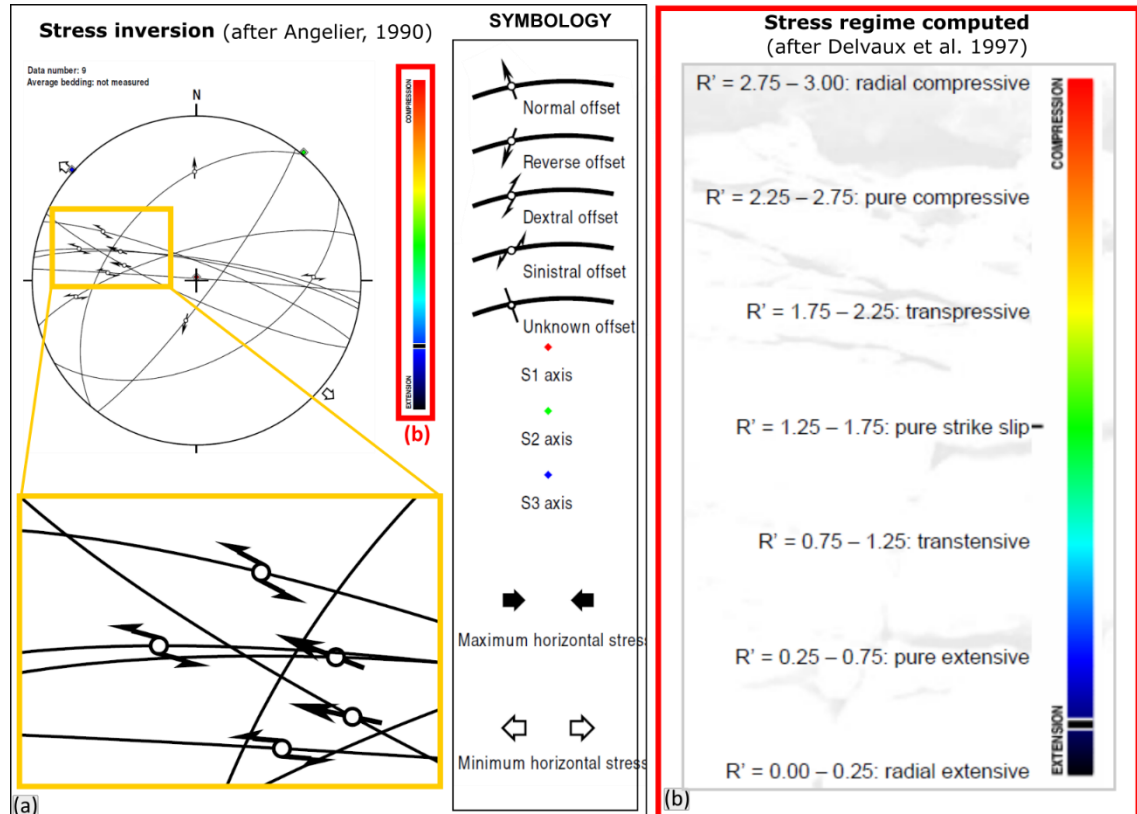 Stress inversion (after Angelier, 1990)
Data number: 9
Average bedding: not measured
N
COMPRESSION
EXTENSION
(b)
(a)
SYMBOLOGY
Normal offset
Reverse offset
Dextral offset
Sinistral offset
Unknown offset
S1 axis
S2 axis
S3 axis
Maximum horizontal stress
Minimum horizontal stress
Stress regime computed
(after Delvaux et al. 1997)
R' = 2.75 – 3.00: radial compressive
R' = 2.25 – 2.75: pure compressive
R' = 1.75 – 2.25: transpressive
R' = 1.25 – 1.75: pure strike slip
R' = 0.75 – 1.25: transtensive
R' = 0.25 – 0.75: pure extensive
R' = 0.00 – 0.25: radial extensive
COMPRESSION
EXTENSION
(b)